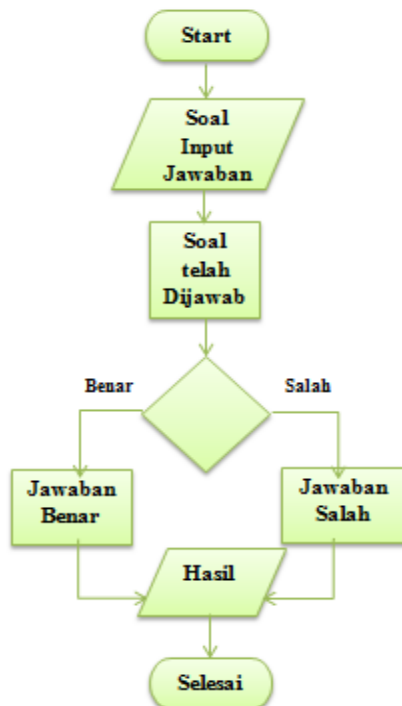 Start
Soal
Input
Jawaban
Soal
telah
Dijawab
Benar
Salah
Jawaban
Benar
Jawaban
Salah
Hasil
Selesai